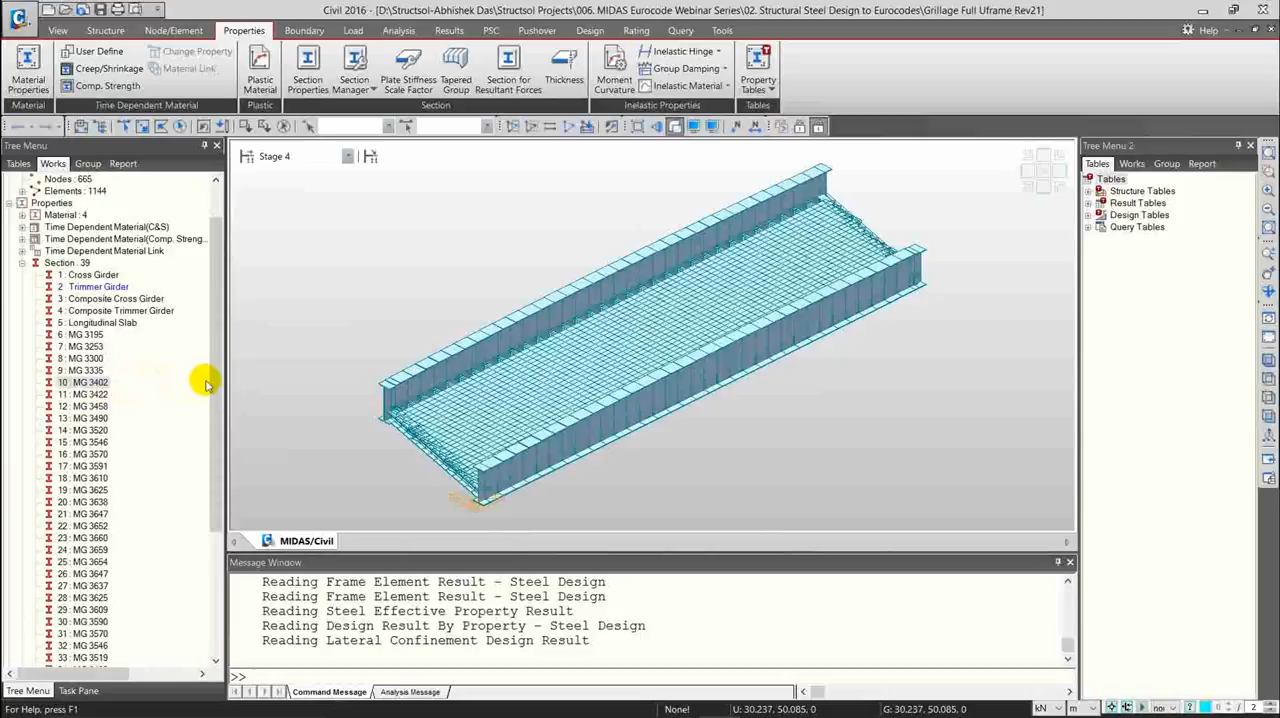 Civil 2016 - [D:\Structsol-Abhishek Das\Structsol Projects\006. MIDAS Eurocode Webinar Series\02. Structural Steel Design to Eurocodes\Grillage Full Uframe Rev21]
View Structure Node/Element Properties Boundary Load Analysis Results PSC Pushover Design Rating Query Tools Help
Material Properties
User Define
Creep/Shrinkage
Comp. Strength
Change Property
Material Link
Plastic Material
Section Properties
Section Manager
Plate Stiffness Scale Factor
Tapered Group
Section for Resultant Forces
Thickness
Moment Curvature
Inelastic Hinge
Group Damping
Inelastic Material
Property Tables
Material Time Dependent Material Plastic Section Inelastic Properties Tables
Tree Menu
Tables Works Group Report
Nodes : 665
Elements : 1144
Properties
Material : 4
Time Dependent Material(C&S)
Time Dependent Material(Comp. Streng...
Time Dependent Material Link
Section : 39
1 : Cross Girder
2 Trimmer Girder
3 : Composite Cross Girder
4 : Composite Trimmer Girder
5 : Longitudinal Slab
6 : MG 3195
7 : MG 3253
8 : MG 3300
9 : MG 3335
10 : MG 3402
11 : MG 3422
12 : MG 3458
13 : MG 3490
14 : MG 3520
15 : MG 3546
16 : MG 3570
17 : MG 3591
18 : MG 3610
19 : MG 3625
20 : MG 3638
21 : MG 3647
22 : MG 3652
23 : MG 3660
24 : MG 3659
25 : MG 3654
26 : MG 3647
27 : MG 3637
28 : MG 3625
29 : MG 3609
30 : MG 3590
31 : MG 3570
32 : MG 3546
33 : MG 3519
Tree Menu Task Pane
Stage 4
MIDAS/Civil
Message Window
Reading Frame Element Result - Steel Design
Reading Frame Element Result - Steel Design
Reading Steel Effective Property Result
Reading Design Result By Property - Steel Design
Reading Lateral Confinement Design Result
>>
Command Message Analysis Message
Tree Menu 2
Tables Works Group Report
Tables
Structure Tables
Result Tables
Design Tables
Query Tables
For Help, press F1 None! U: 30.237, 50.085, 0 G: 30.237, 50.085, 0 kN m nor ? 0 / 2